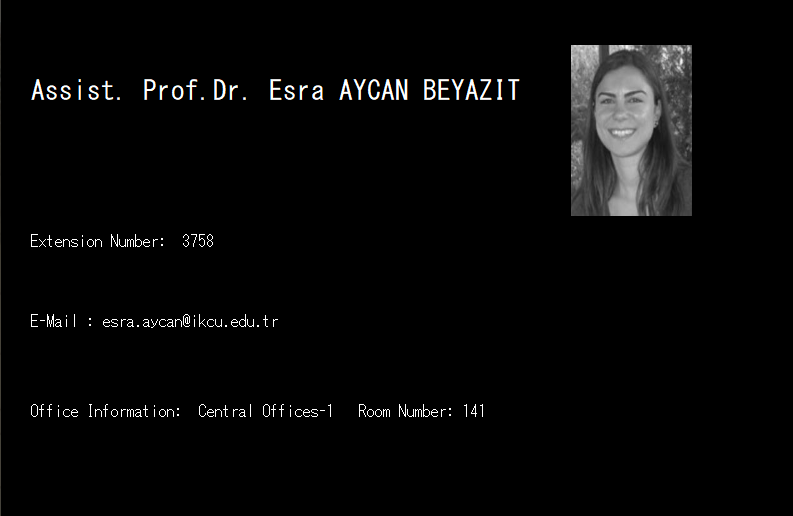 Assist. Prof.Dr. Esra AYCAN BEYAZIT
Extension Number: 3758
E-Mail : esra.aycan@ikcu.edu.tr
Office Information: Central Offices-1 Room Number: 141